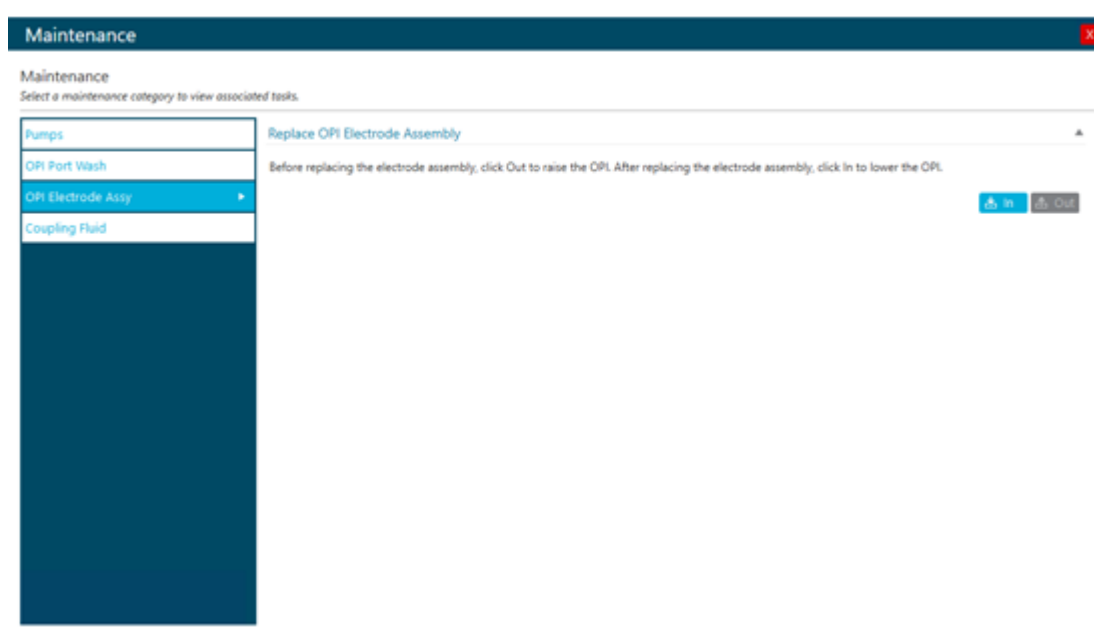 Maintenance
X
Maintenance
Select a maintenance category to view associated tasks.
Pumps
OPI Port Wash
OPI Electrode Assy
Coupling Fluid
Replace OPI Electrode Assembly
Before replacing the electrode assembly, click Out to raise the OPI. After replacing the electrode assembly, click In to lower the OPI.
In
Out